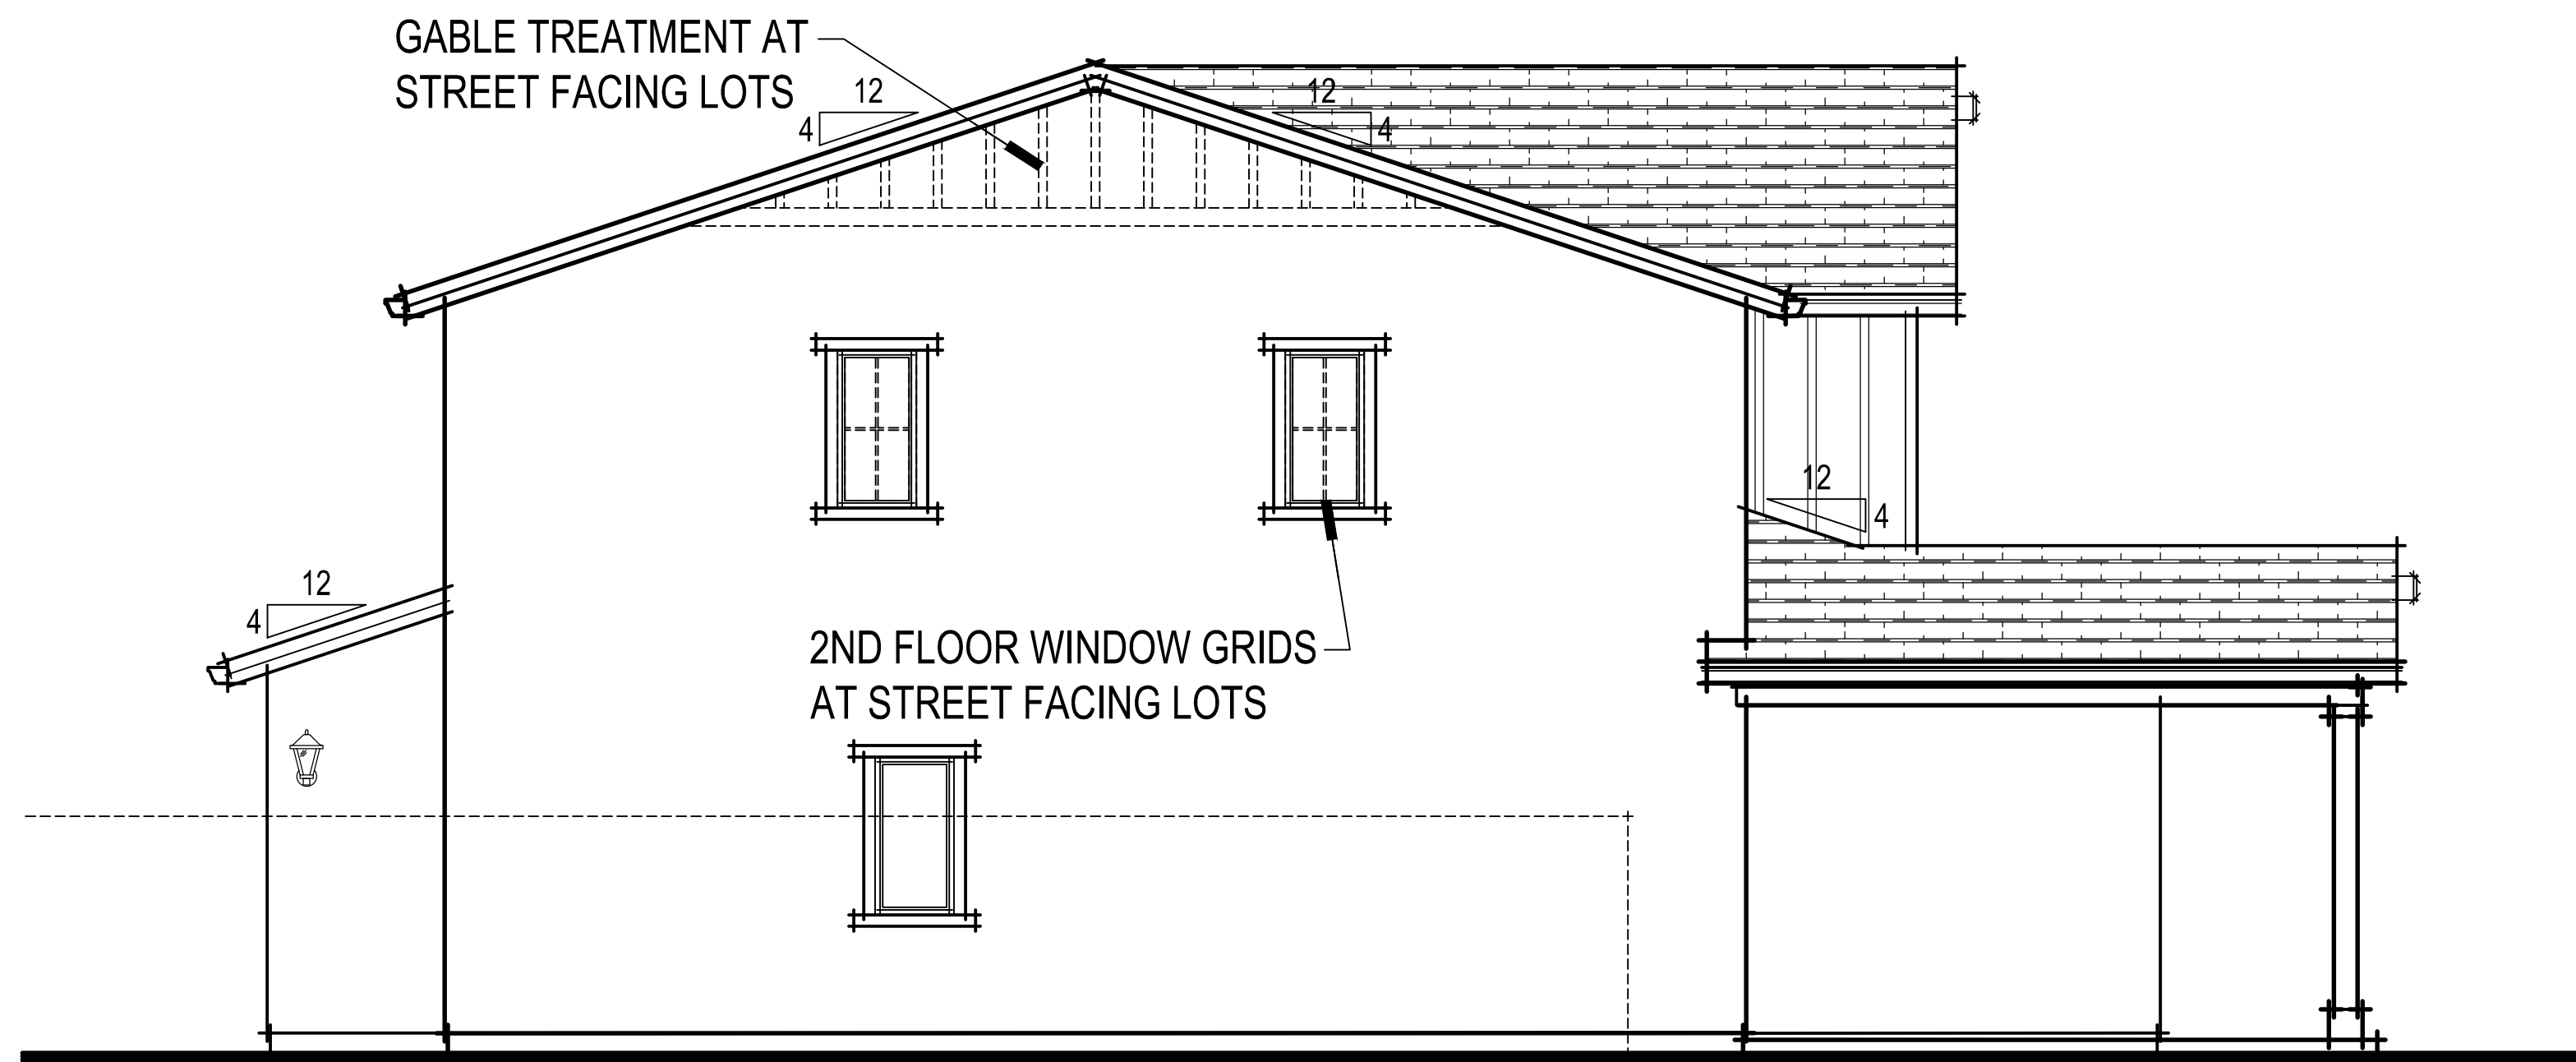 GABLE TREATMENT AT
STREET FACING LOTS
12
4
12
4
12
4
12
4
2ND FLOOR WINDOW GRIDS
AT STREET FACING LOTS